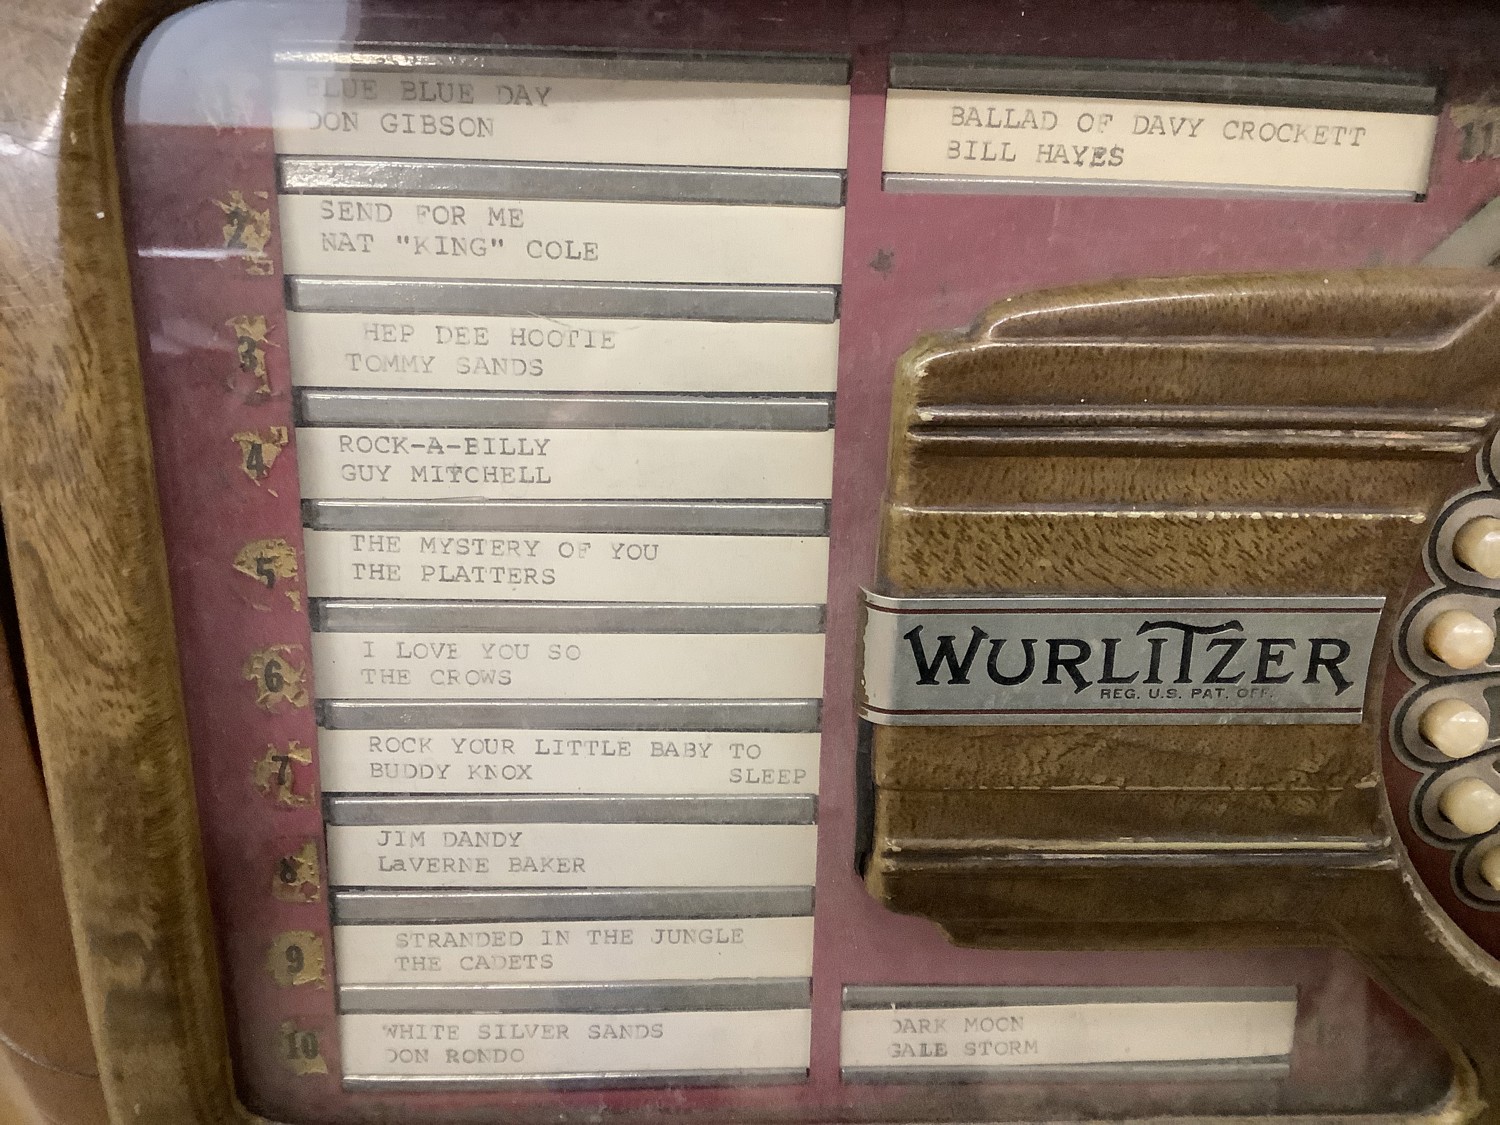 BLUE BLUE DAY
DON GIBSON
2
SEND FOR ME
NAT "KING" COLE
3
HEP DEE HOOTIE
TOMMY SANDS
4
ROCK-A-BILLY
GUY MITCHELL
5
THE MYSTERY OF YOU
THE PLATTERS
6
I LOVE YOU SO
THE CROWS
7
ROCK YOUR LITTLE BABY TO
BUDDY KNOX SLEEP
8
JIM DANDY
LaVERNE BAKER
9
STRANDED IN THE JUNGLE
THE CADETS
10
WHITE SILVER SANDS
DON RONDO
BALLAD OF DAVY CROCKETT
BILL HAYES
11
WURLITZER
REG. U.S. PAT. OFF.
DARK MOON
GALE STORM